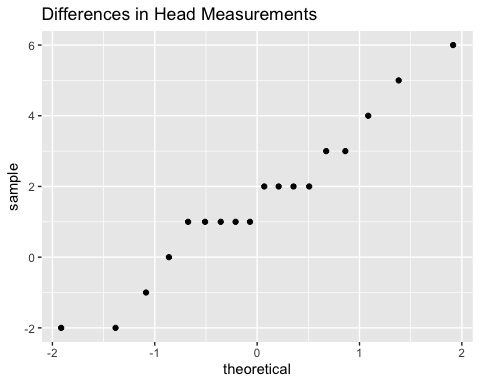 Differences in Head Measurements
6
4
2
0
-2
sample
-2 -1 0 1 2
theoretical